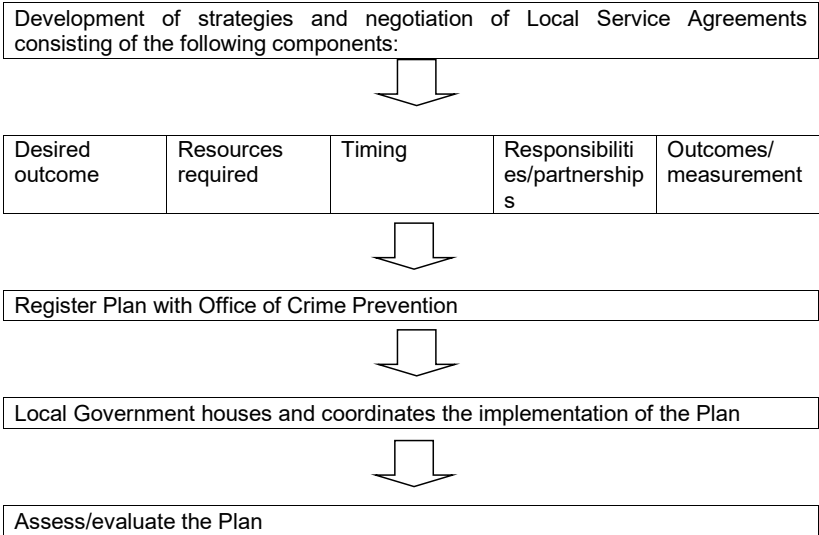 Development of strategies and negotiation of Local Service Agreements
consisting of the following components:
Desired
outcome
Resources
required
Timing
Responsibiliti
es/partnership
s
Outcomes/
measurement
Register Plan with Office of Crime Prevention
Local Government houses and coordinates the implementation of the Plan
Assess/evaluate the Plan